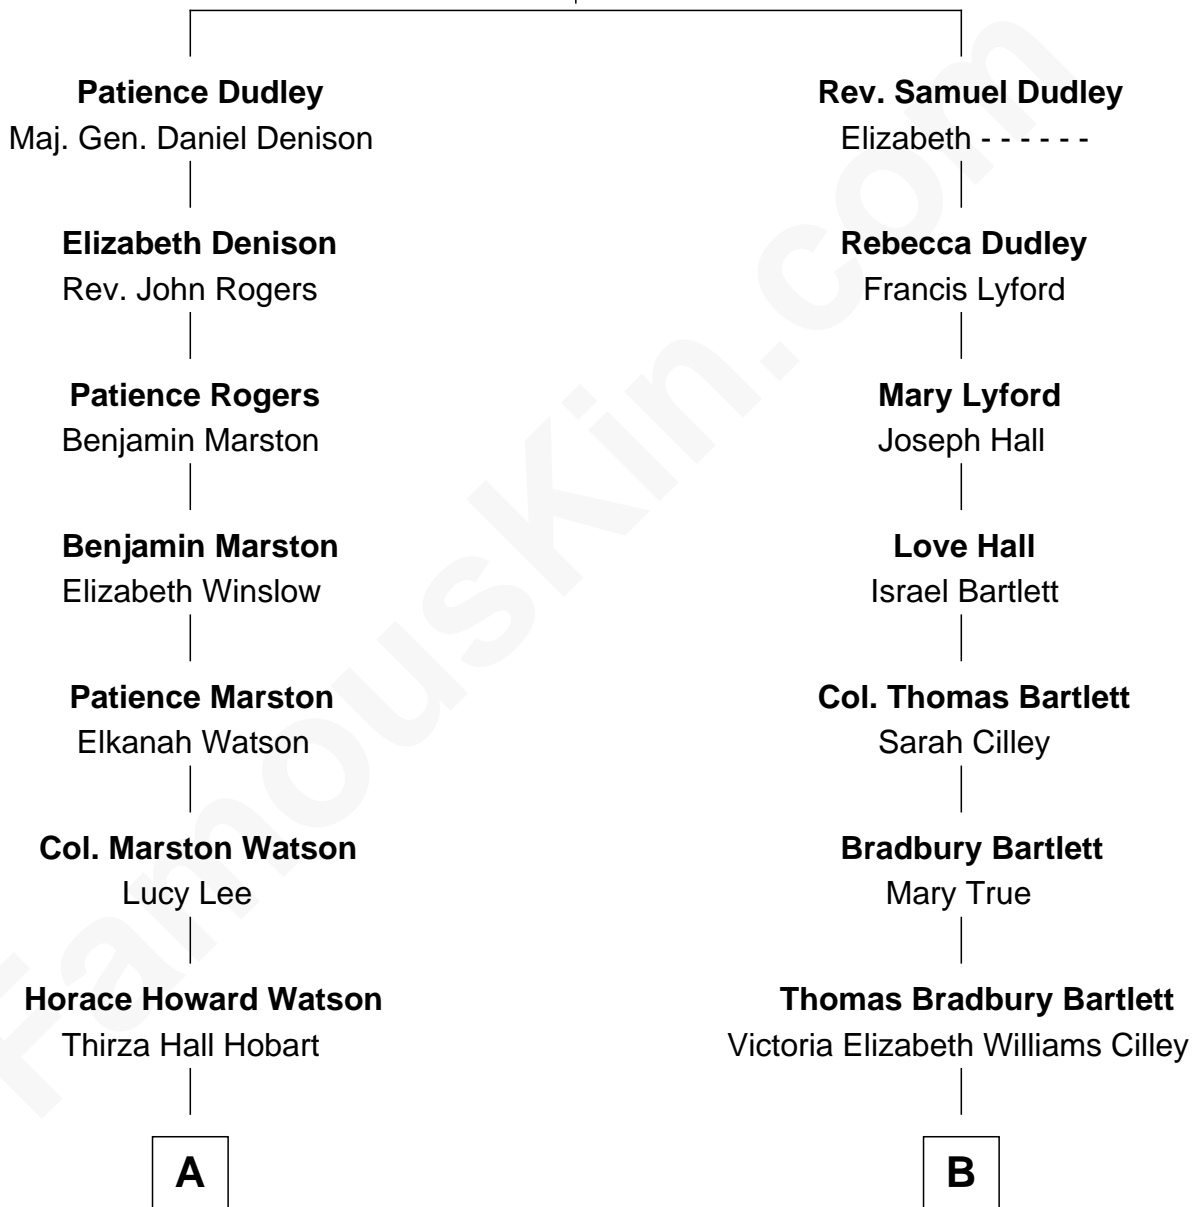 Patience Dudley
Maj. Gen. Daniel Denison
Rev. Samuel Dudley
Elizabeth - - - - - -
Elizabeth Denison
Rev. John Rogers
Rebecca Dudley
Francis Lyford
Patience Rogers
Benjamin Marston
Mary Lyford
Joseph Hall
Benjamin Marston
Elizabeth Winslow
Love Hall
Israel Bartlett
Patience Marston
Elkanah Watson
Col. Thomas Bartlett
Sarah Cilley
Col. Marston Watson
Lucy Lee
Bradbury Bartlett
Mary True
Horace Howard Watson
Thirza Hall Hobart
Thomas Bradbury Bartlett
Victoria Elizabeth Williams Cilley
A
B
FamousKin.com